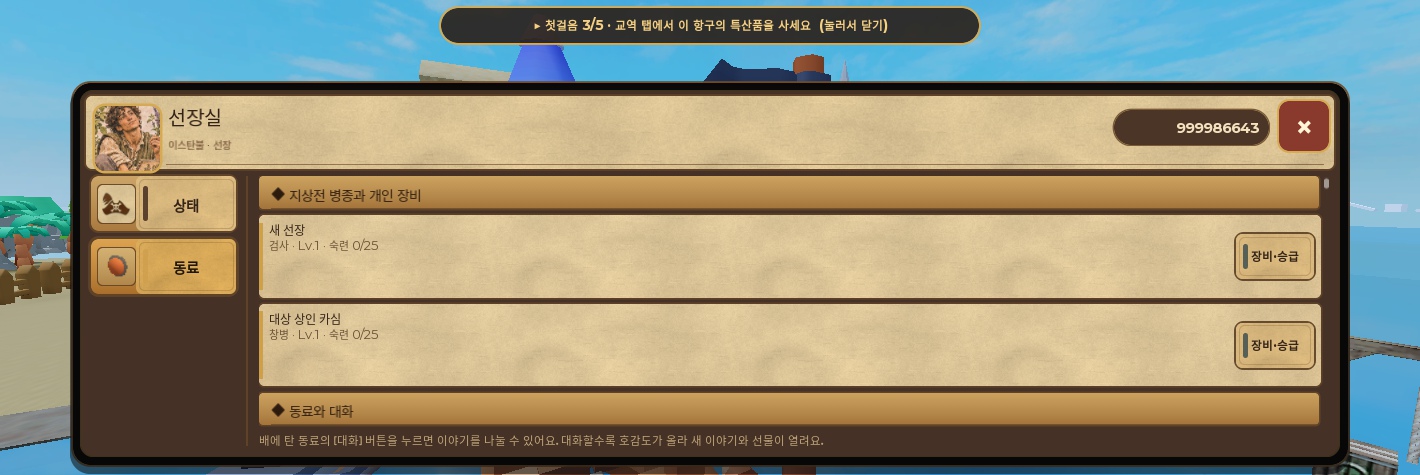 ▸ 첫걸음 3/5 · 교역 탭에서 이 항구의 특산품을 사세요 (눌러서 닫기)
선장실
이스탄불 · 선장
999986643
×
상태
동료
◆ 지상전 병종과 개인 장비
새 선장
검사 · Lv.1 · 숙련 0/25
장비·승급
대상 상인 카심
창병 · Lv.1 · 숙련 0/25
장비·승급
◆ 동료와 대화
배에 탄 동료의 [대화] 버튼을 누르면 이야기를 나눌 수 있어요. 대화할수록 호감도가 올라 새 이야기와 선물이 열려요.